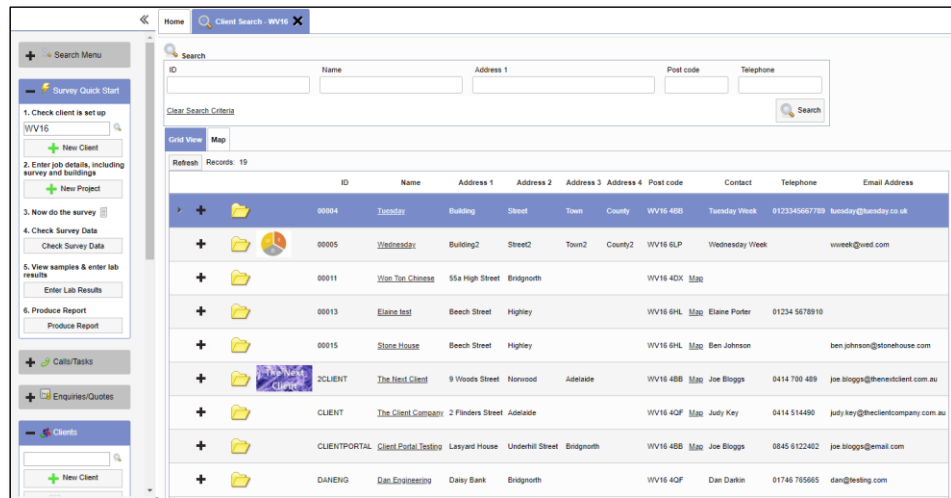 Home
Client Search - WV16
Search Menu
Survey Quick Start
1. Check client is set up
WV16
New Client
2. Enter job details, including
survey and buildings
New Project
3. Now do the survey
4. Check Survey Data
Check Survey Data
5. View samples & enter lab
results
Enter Lab Results
6. Produce Report
Produce Report
Calls/Tasks
Enquiries/Quotes
Clients
New Client
Search
ID Name Address 1 Post code Telephone
Clear Search Criteria
Search
Grid View Map
Refresh Records: 19
ID Name Address 1 Address 2 Address 3 Address 4 Post code Contact Telephone Email Address
00004 Tuesday Building Street Town County WV16 4BB Tuesday Week 0123345667789 tuesday@tuesday.co.uk
00005 Wednesday Building2 Street2 Town2 County2 WV16 6LP Wednesday Week wweek@wed.com
00011 Won Ton Chinese 55a High Street Bridgnorth WV16 4DX Map
00013 Elaine test Beech Street Highley WV16 6HL Map Elaine Porter 01234 5678910
00015 Stone House Beech Street Highley WV16 6HL Map Ben Johnson ben.johnson@stonehouse.com
The Next
Client
2CLIENT The Next Client 9 Woods Street Norwood Adelaide WV16 4BB Map Joe Bloggs 0414 700 489 joe.bloggs@thenextclient.com.au
CLIENT The Client Company 2 Flinders Street Adelaide WV16 4QF Map Judy Key 0414 514490 judy.key@theclientcompany.com.au
CLIENTPORTAL Client Portal Testing Lasyard House Underhill Street Bridgnorth WV16 4BB Map Joe Bloggs 0845 6122402 joe.bloggs@email.com
DANENG Dan Engineering Daisy Bank Bridgnorth WV16 4QF Map Dan Darkin 01746 765665 dan@testing.com